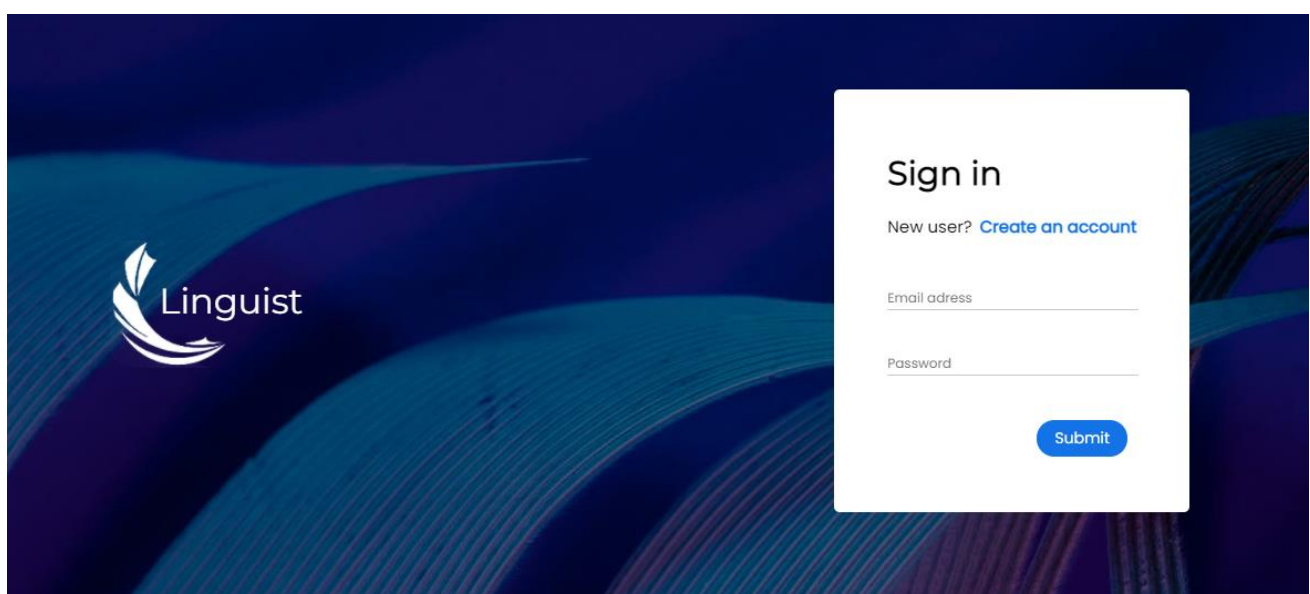 Linguist
Sign in
New user? Create an account
Email adress
Password
Submit